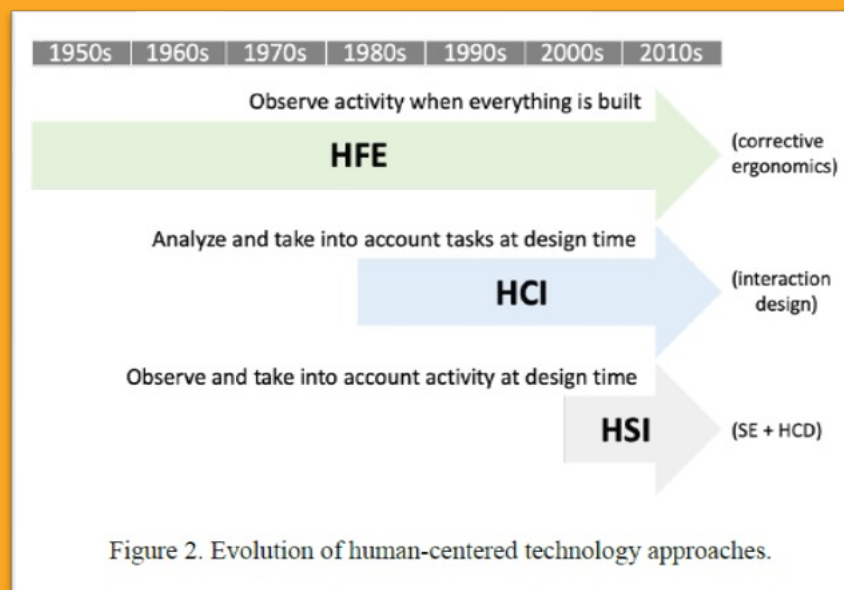 1950s 1960s 1970s 1980s 1990s 2000s 2010s
Observe activity when everything is built
HFE
(corrective
ergonomics)
Analyze and take into account tasks at design time
HCI
(interaction
design)
Observe and take into account activity at design time
HSI
(SE + HCD)
Figure 2. Evolution of human-centered technology approaches.